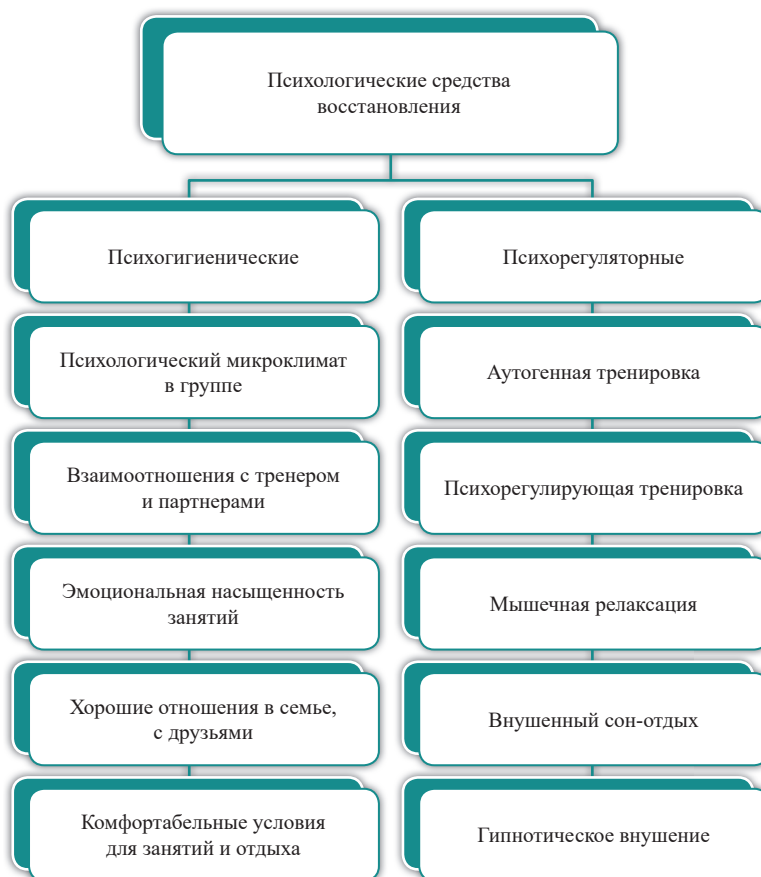 Психологические средства
восстановления
Психогигиенические
Психологический микроклимат
в группе
Взаимоотношения с тренером
и партнерами
Эмоциональная насыщенность
занятий
Хорошие отношения в семье,
с друзьями
Комфортабельные условия
для занятий и отдыха
Психорегуляторные
Аутогенная тренировка
Психорегулирующая тренировка
Мышечная релаксация
Внушенный сон-отдых
Гипнотическое внушение